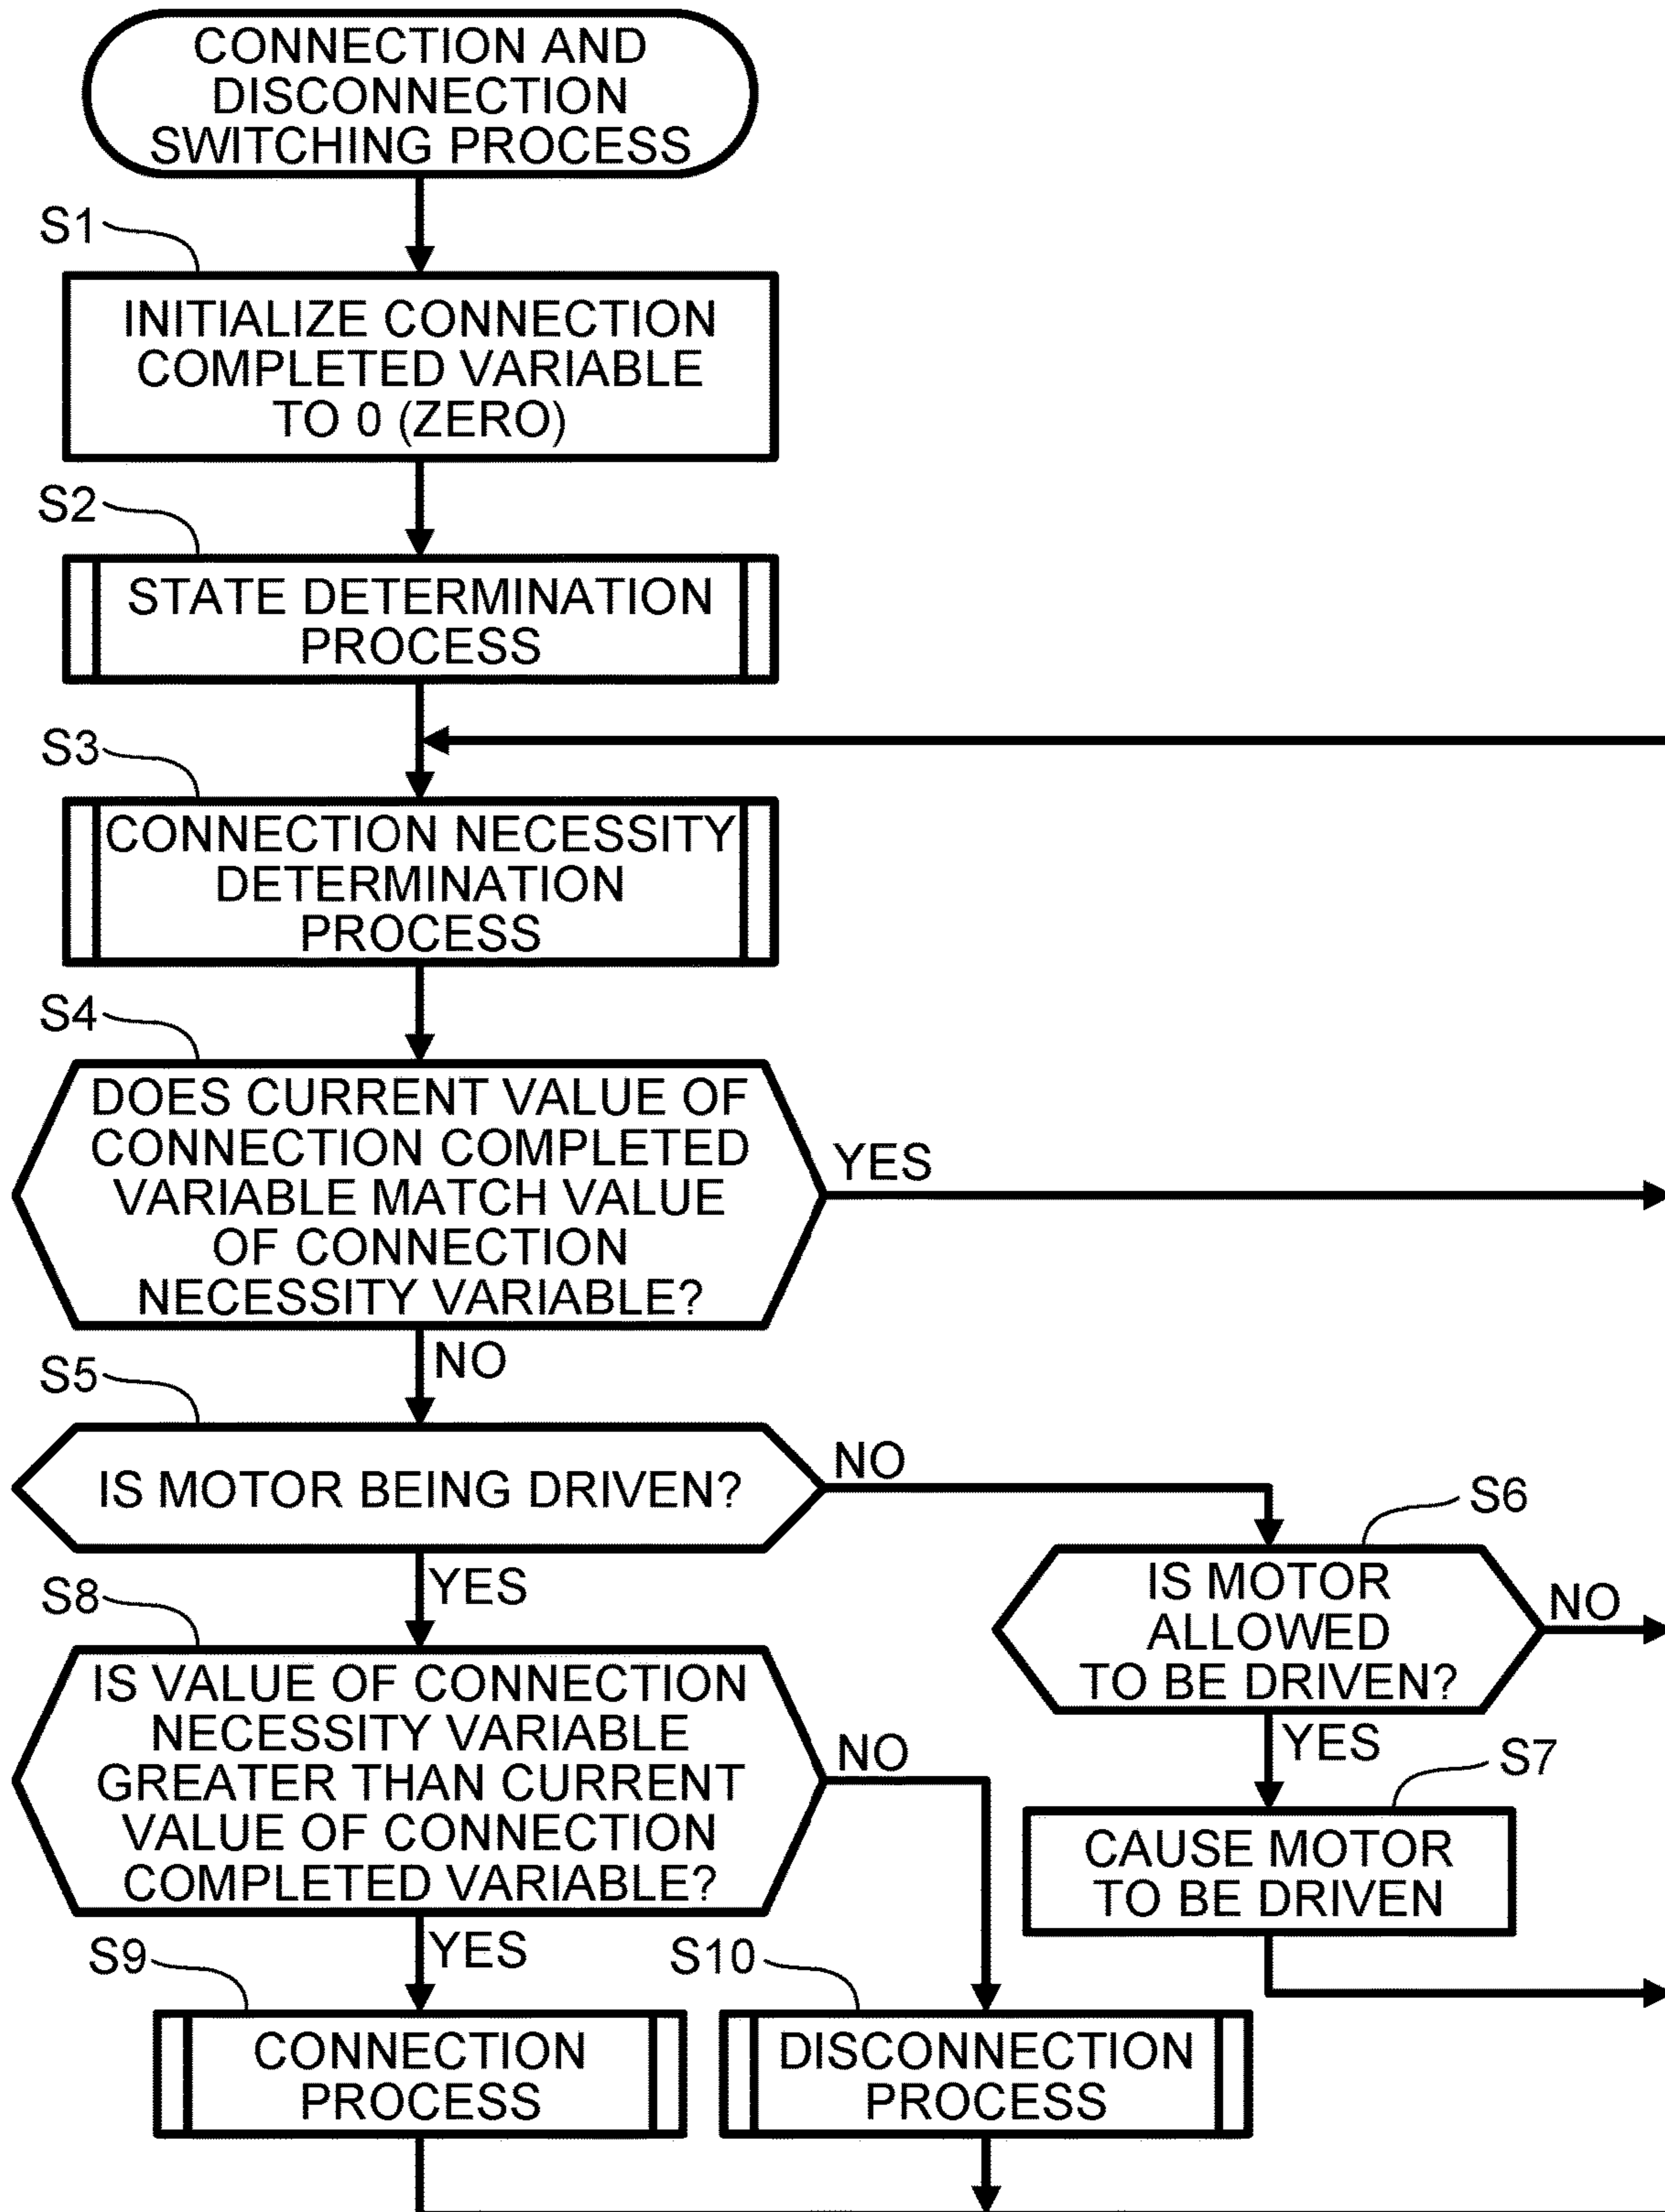 CONNECTION AND
DISCONNECTION
SWITCHING PROCESS
S1
INITIALIZE CONNECTION
COMPLETED VARIABLE
TO 0 (ZERO)
S2
STATE DETERMINATION
PROCESS
S3
CONNECTION NECESSITY
DETERMINATION
PROCESS
S4
DOES CURRENT VALUE OF
CONNECTION COMPLETED
VARIABLE MATCH VALUE
OF CONNECTION
NECESSITY VARIABLE?
YES
NO
S5
IS MOTOR BEING DRIVEN?
NO
YES
S6
IS MOTOR
ALLOWED
TO BE DRIVEN?
NO
YES
S7
CAUSE MOTOR
TO BE DRIVEN
S8
IS VALUE OF CONNECTION
NECESSITY VARIABLE
GREATER THAN CURRENT
VALUE OF CONNECTION
COMPLETED VARIABLE?
NO
YES
S9
CONNECTION
PROCESS
S10
DISCONNECTION
PROCESS